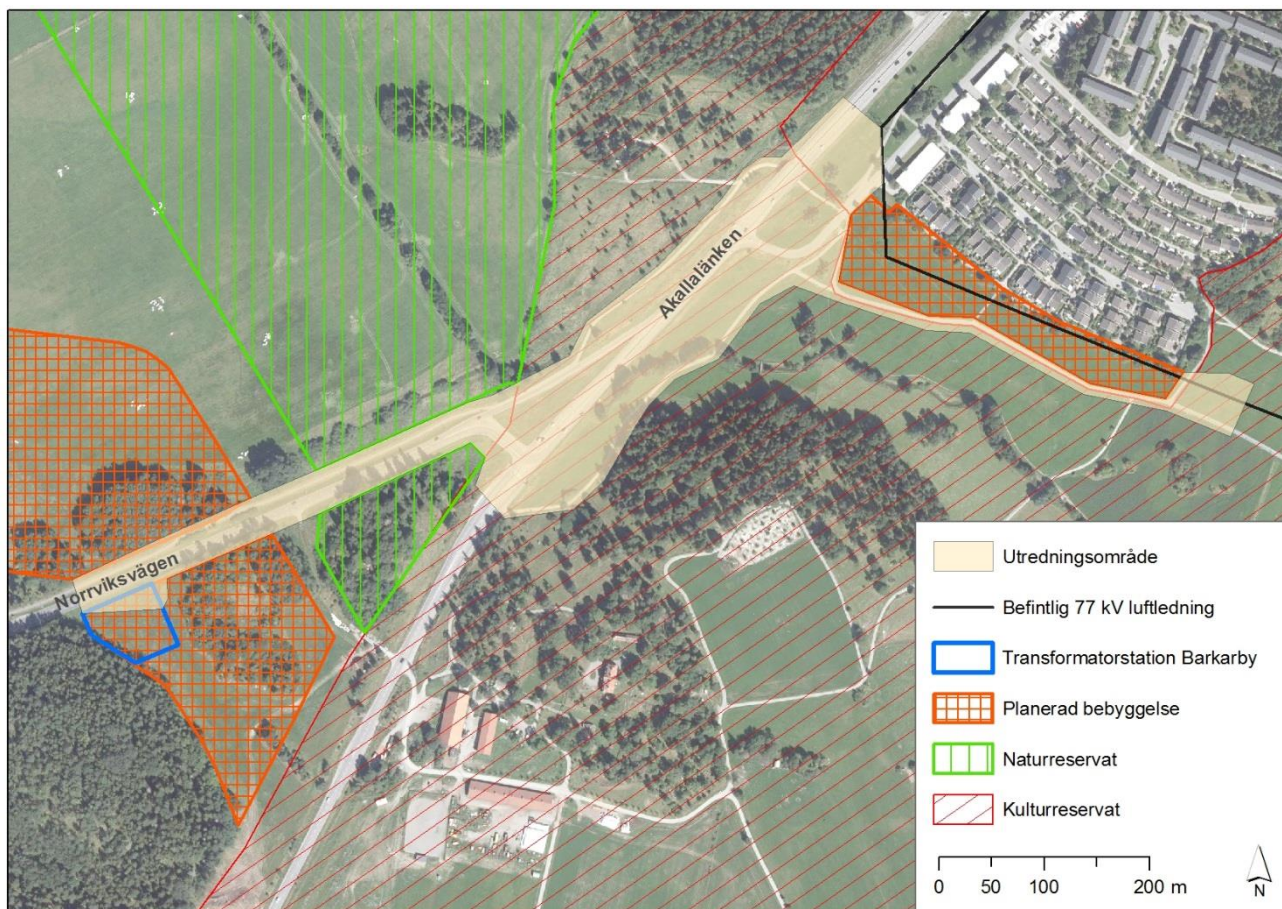 Akallalänken
Norrviksvägen
Utredningsområde
Befintlig 77 kV luftledning
Transformatorstation Barkarby
Planerad bebyggelse
Naturreservat
Kulturreservat
0 50 100 200 m
N